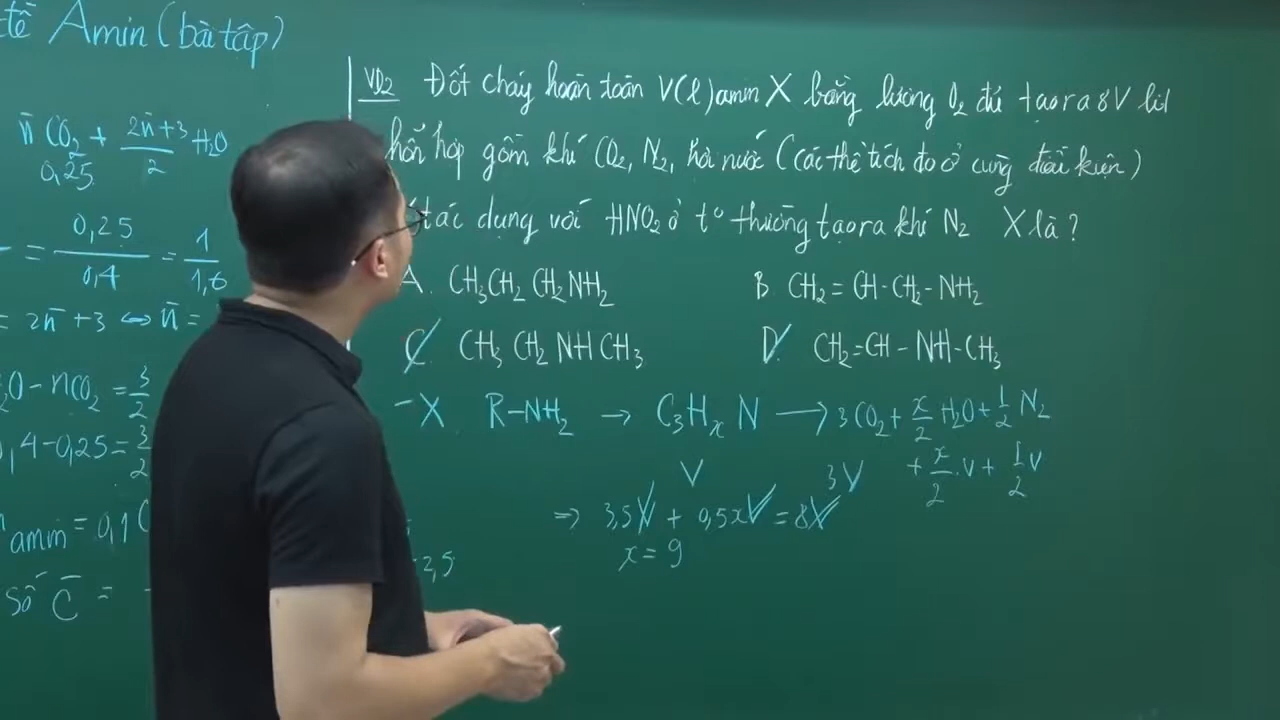 tề Amin (bài tập)
n̄ CO₂ + (2n̄+3)/2 H₂O
0,25
= 0,25/0,4 = 1/1,6
= 2n̄ + 3 ⇔ n̄ =
₂O - nCO₂ = 3/2
0,4 - 0,25 = 3/2
amin = 0,1
2,5
số C̄ =
VD2 Đốt cháy hoàn toàn V(l) amin X bằng lượng O₂ đủ tạo ra 8V lít
hỗn hợp gồm khí CO₂, N₂, hơi nước (các thể tích đo ở cùng điều kiện)
tác dụng với HNO₂ ở t° thường tạo ra khí N₂ X là?
A. CH₃CH₂CH₂NH₂ B. CH₂=CH-CH₂-NH₂
C. CH₃CH₂NHCH₃ D. CH₂=CH-NH-CH₃
-X R-NH₂ → C₃HₓN → 3CO₂ + x/2 H₂O + 1/2 N₂
V 3V + x/2.V + 1/2 V
⇒ 3,5V + 0,5xV = 8V
x = 9